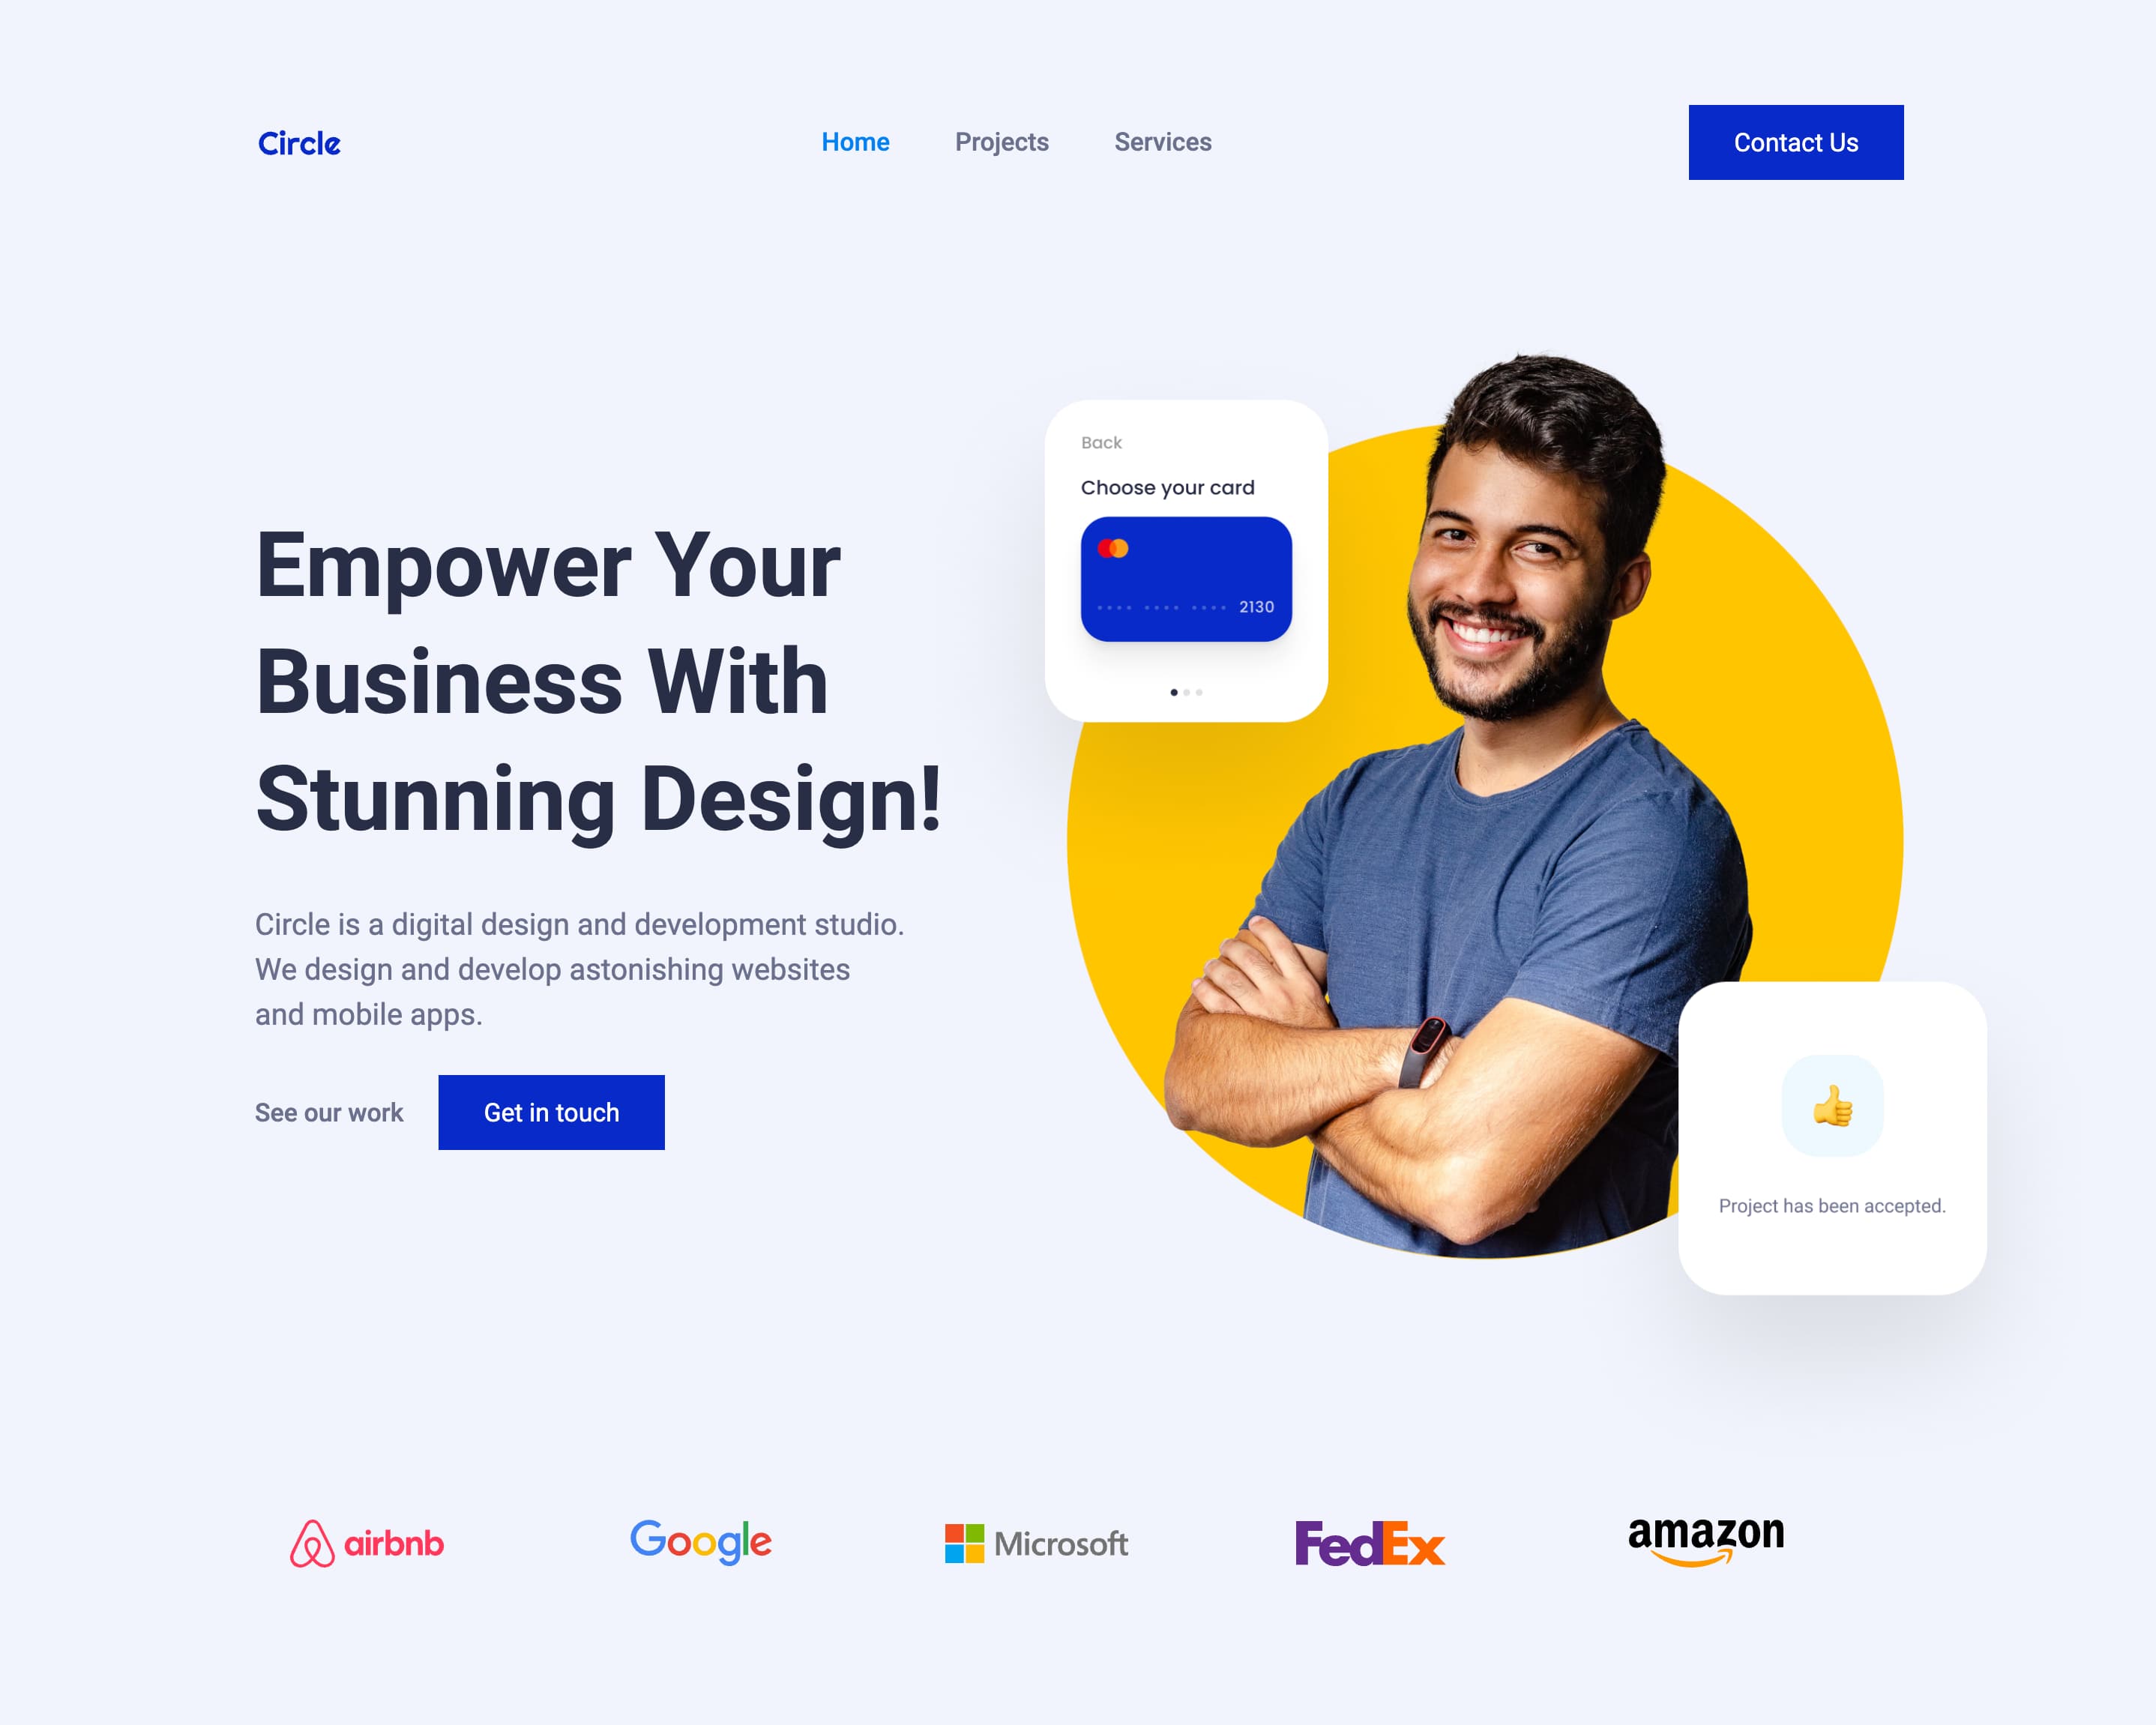 Circle
Home
Projects
Services
Contact Us
Back
Choose your card
2130
Empower Your
Business With
Stunning Design!
Circle is a digital design and development studio.
We design and develop astonishing websites
and mobile apps.
See our work
Get in touch
Project has been accepted.
airbnb
Google
Microsoft
FedEx
amazon